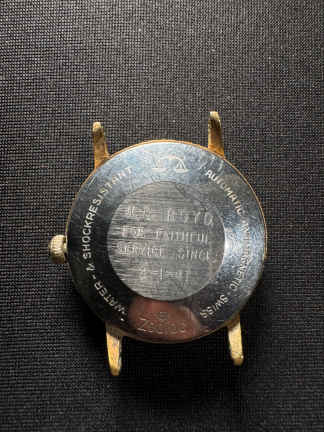 WATER- & SHOCKRESISTANT
AUTOMATIC ANTIMAGNETIC SWISS
BOYD
FOR FAITHFUL
SERVICE SINCE
Zodiac